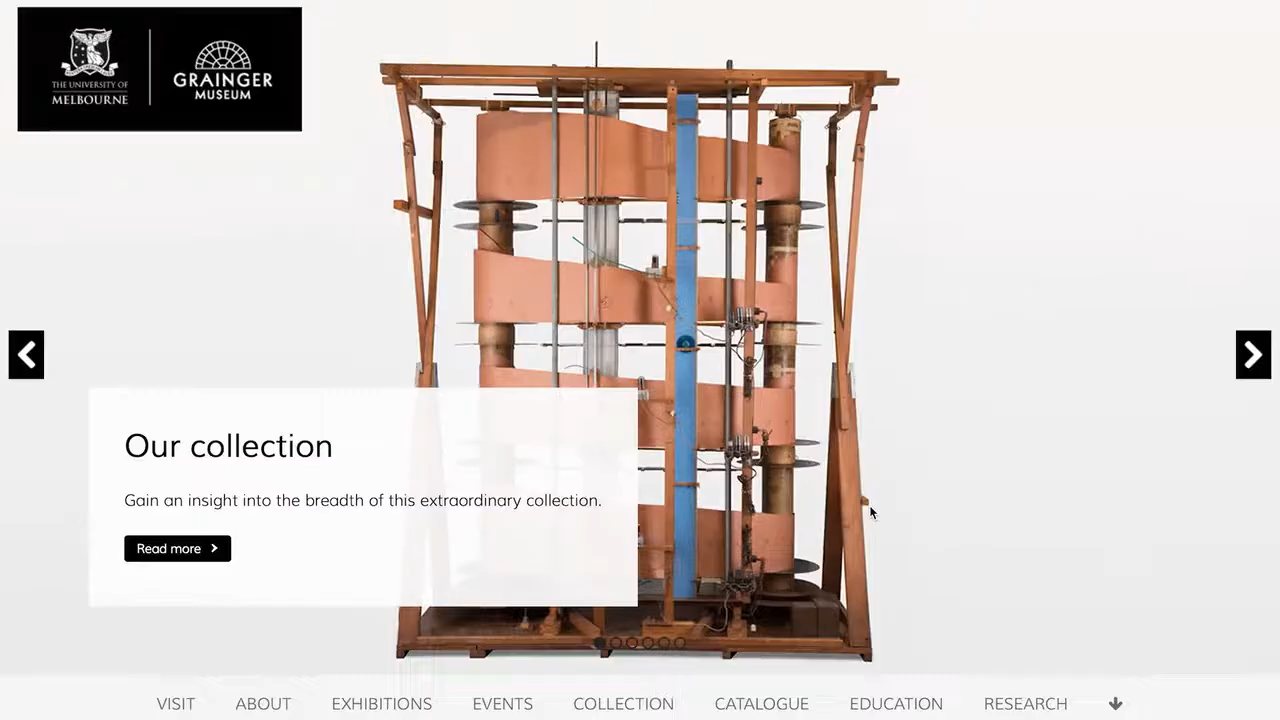 THE UNIVERSITY OF
MELBOURNE
GRAINGER
MUSEUM
Our collection
Gain an insight into the breadth of this extraordinary collection.
Read more
VISIT ABOUT EXHIBITIONS EVENTS COLLECTION CATALOGUE EDUCATION RESEARCH